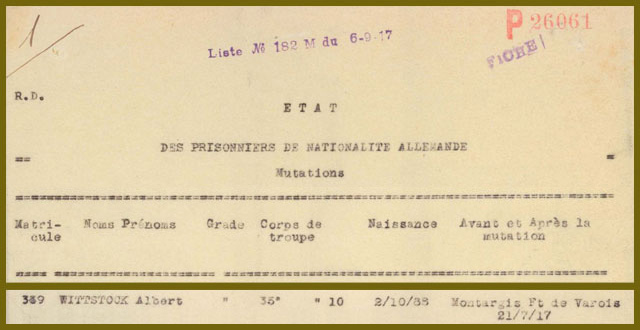 1
P 26061
Liste № 182 M du 6-9-17
FICHE
R.D.
E T A T
DES PRISONNIERS DE NATIONALITE ALLEMANDE
Mutations
Matri-cule Noms Prénoms Grade Corps de troupe Naissance Avant et Après la mutation
339 WITTSTOCK Albert " 35° " 10 2/10/88 Montargis Ft de Varois
21/7/17